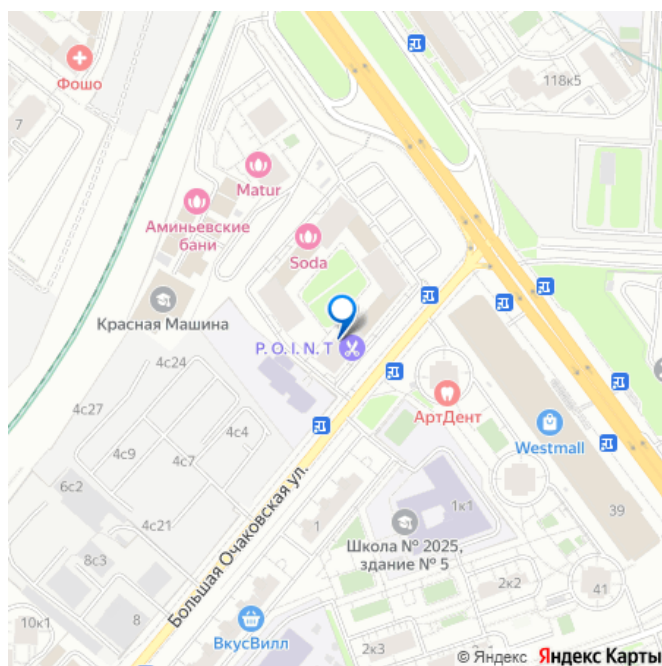 Фошо
7
118к5
Matur
Аминьевские
бани
Soda
Красная Машина
P.O.I.N.T
4с24
4с27
4с4
4с9
4с7
6с2
4с21
8с3
10к1
8
Большая Очаковская ул.
АртДент
Westmall
1к1
39
1
Школа № 2025,
здание № 5
2к2
41
ВкусВилл
2к3
© Яндекс Яндекс Карты